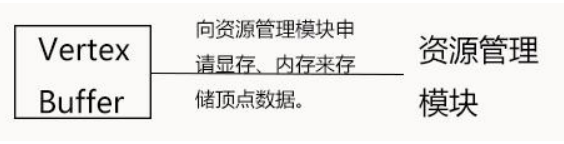 Vertex
Buffer
向资源管理模块申
请显存、内存来存
储顶点数据。
资源管理
模块